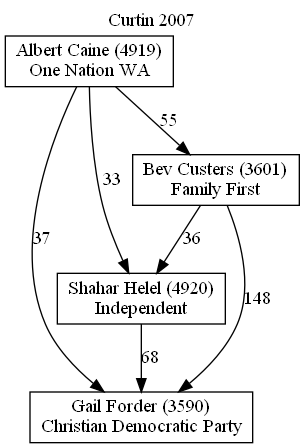 Curtin 2007
Albert Caine (4919)
One Nation WA
55
Bev Custers (3601)
Family First
33
37
36
Shahar Helel (4920)
Independent
148
68
Gail Forder (3590)
Christian Democratic Party